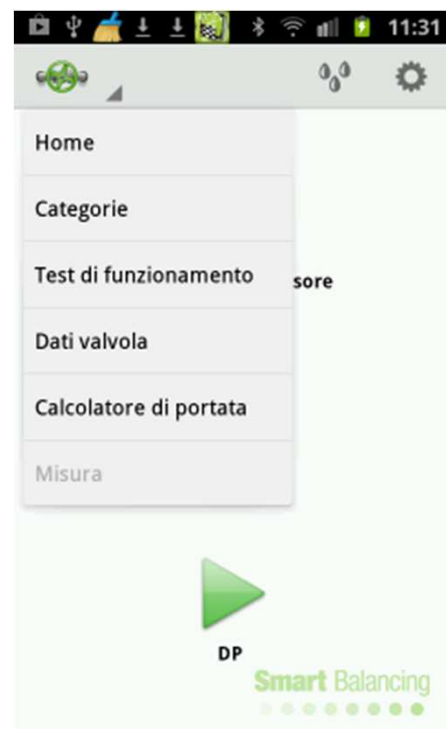 11:31
Home
Categorie
Test di funzionamento
sore
Dati valvola
Calcolatore di portata
Misura
DP
Smart Balancing